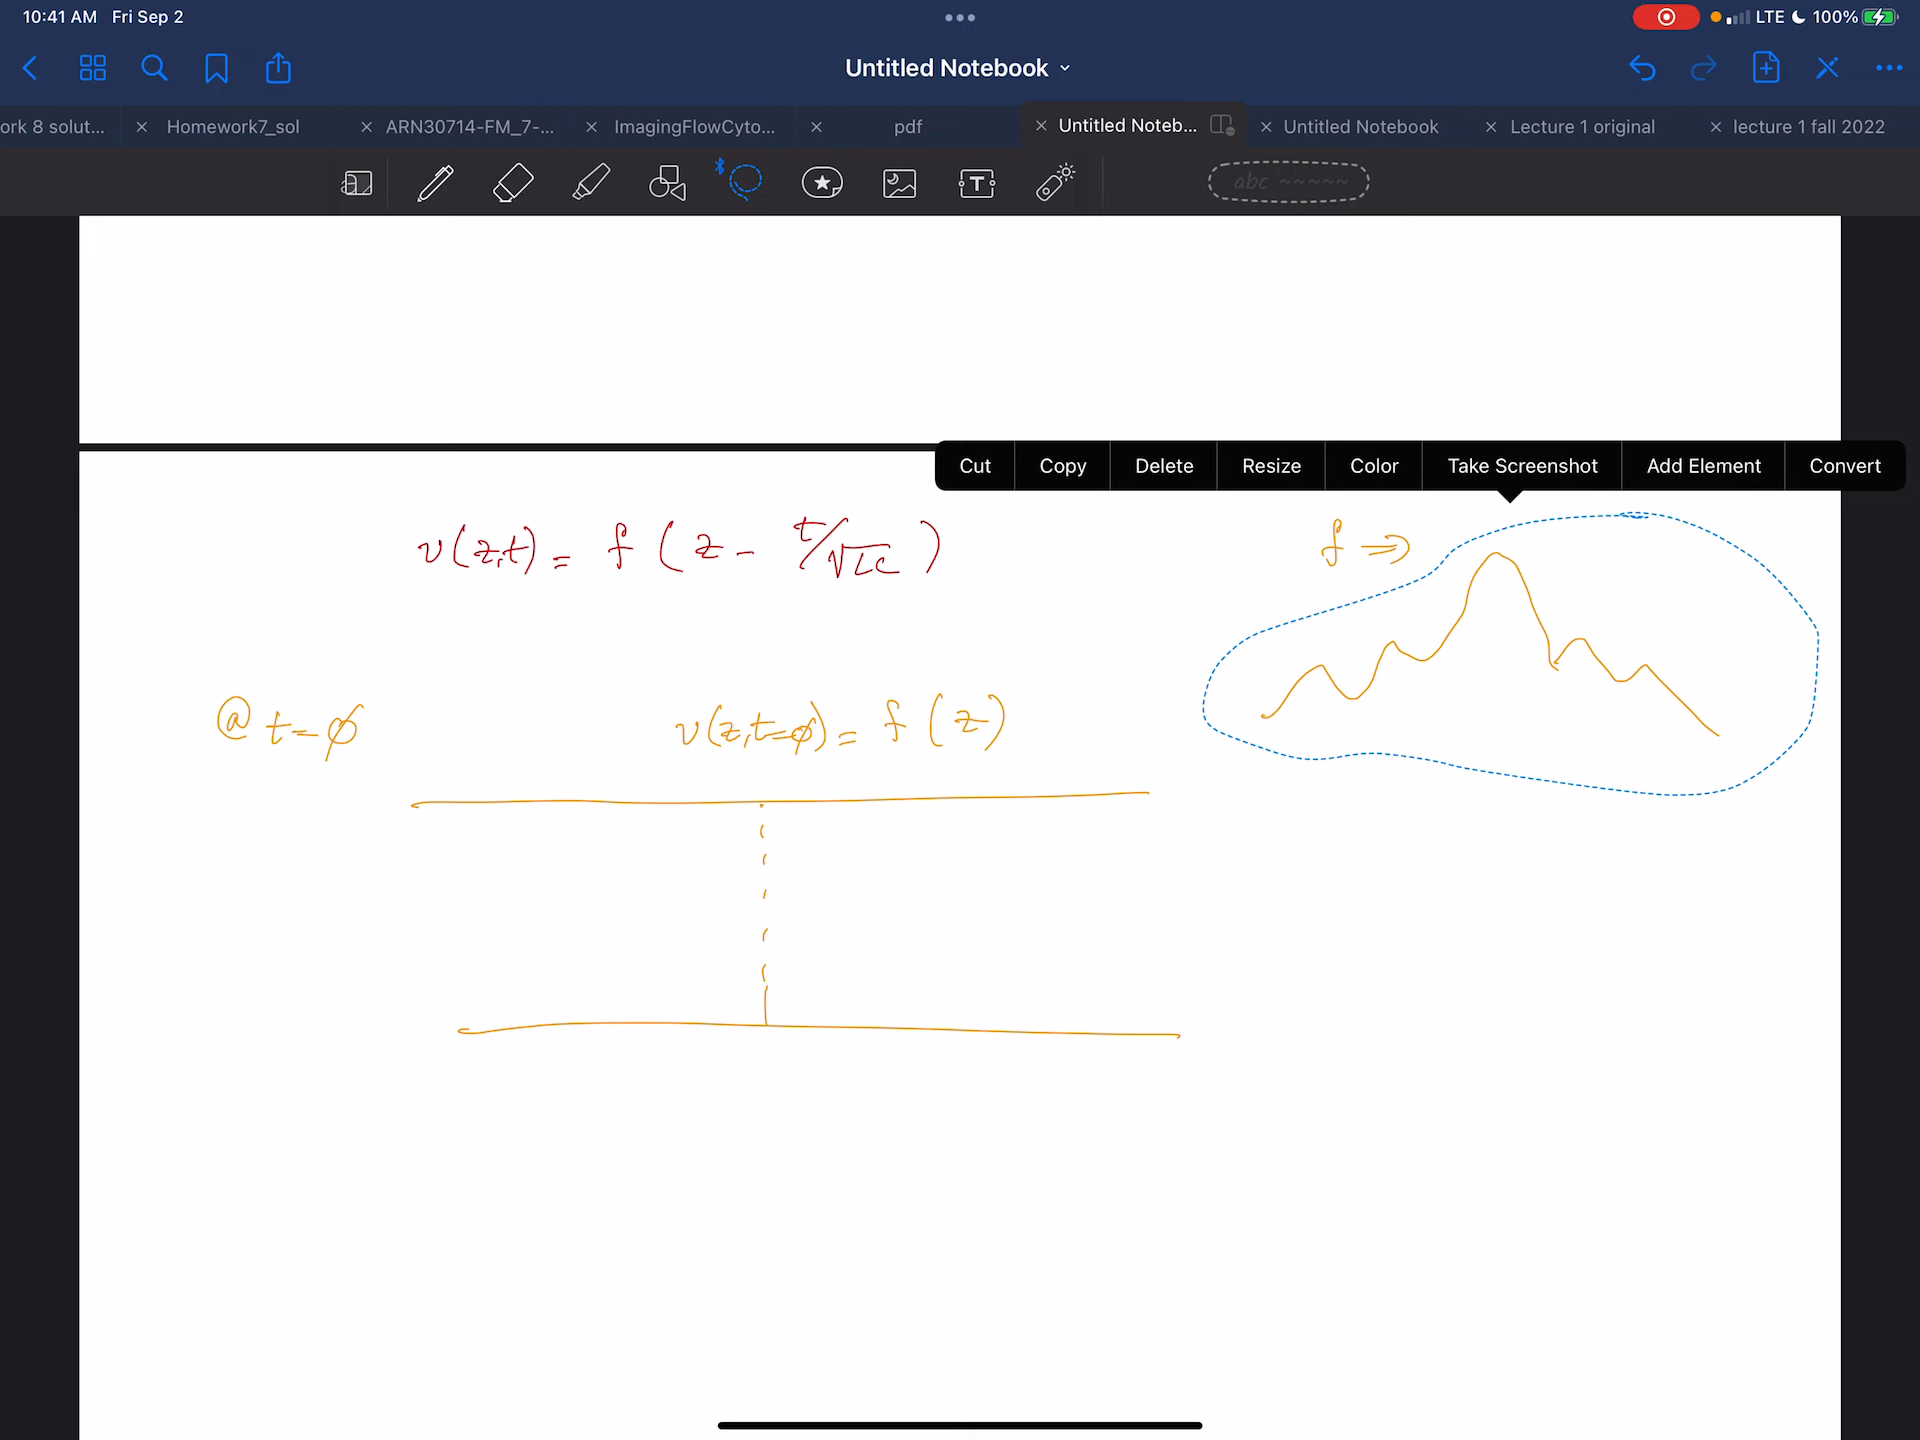 10:41 AM Fri Sep 2
LTE 100%
Untitled Notebook
ork 8 solut...
Homework7_sol
ARN30714-FM_7-...
ImagingFlowCyto...
pdf
Untitled Noteb...
Untitled Notebook
Lecture 1 original
lecture 1 fall 2022
abc
Cut Copy Delete Resize Color Take Screenshot Add Element Convert
v(z,t) = f ( z - t/√LC )
f ⇒
@ t=∅
v(z,t=∅) = f (z)